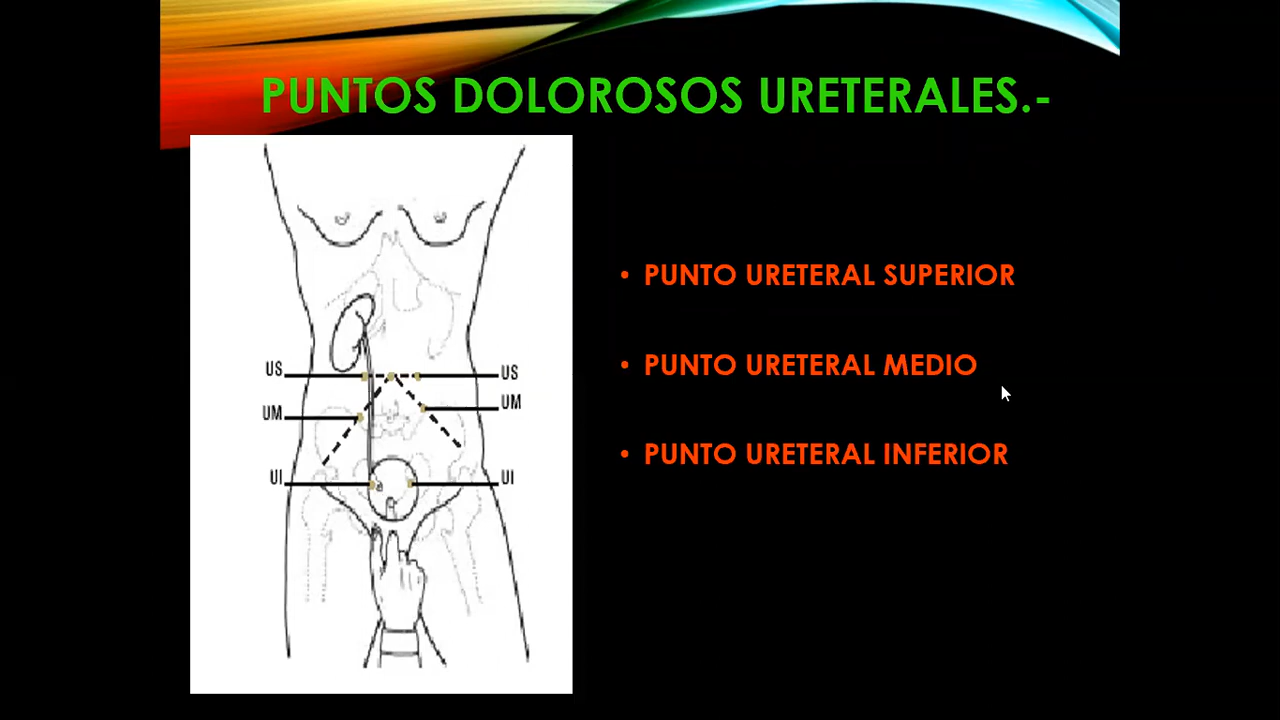 PUNTOS DOLOROSOS URETERALES.-
US
US
UM
UM
UI
UI
• PUNTO URETERAL SUPERIOR
• PUNTO URETERAL MEDIO
• PUNTO URETERAL INFERIOR